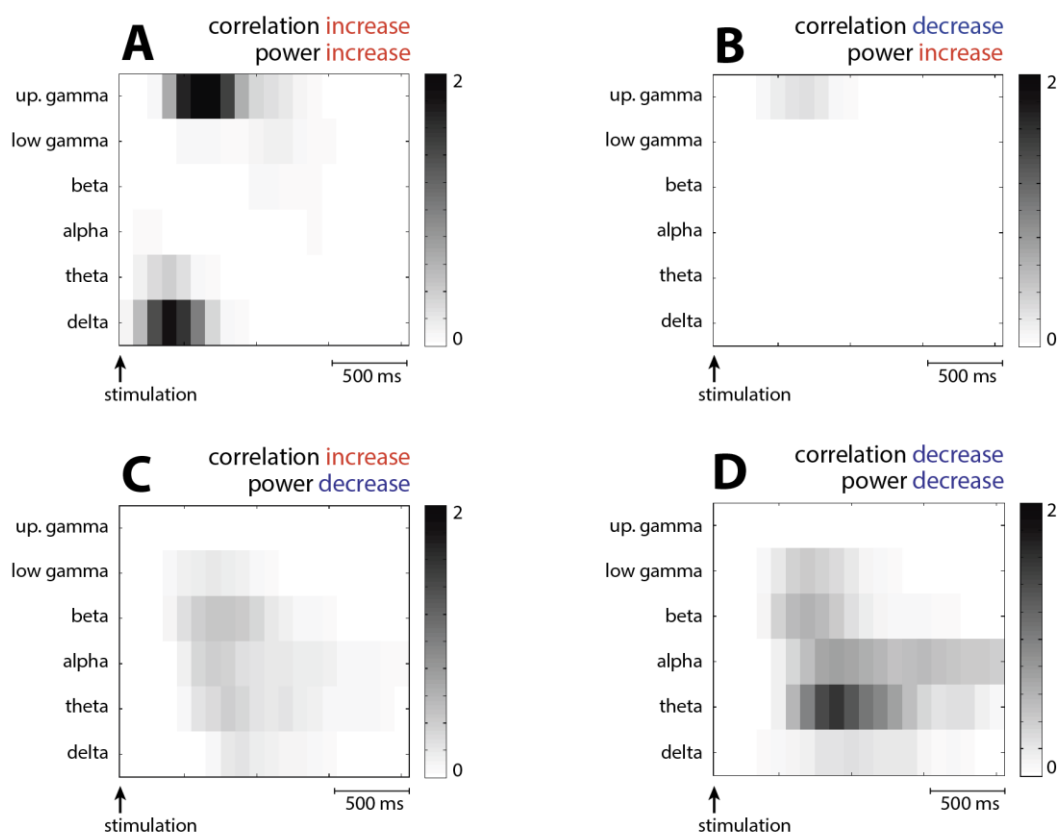 A
correlation increase
power increase
up. gamma
low gamma
beta
alpha
theta
delta
2
0
500 ms
stimulation
B
correlation decrease
power increase
up. gamma
low gamma
beta
alpha
theta
delta
2
0
500 ms
stimulation
C
correlation increase
power decrease
up. gamma
low gamma
beta
alpha
theta
delta
2
0
500 ms
stimulation
D
correlation decrease
power decrease
up. gamma
low gamma
beta
alpha
theta
delta
2
0
500 ms
stimulation